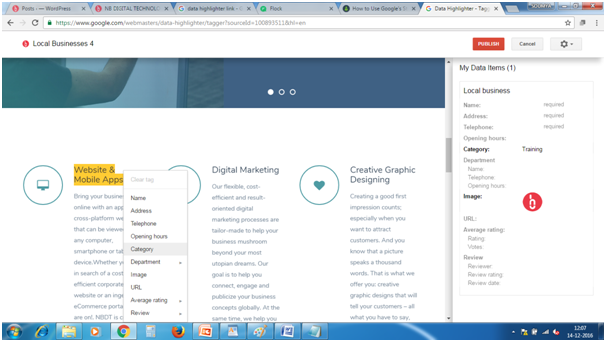 Posts ‹ — WordPress
NB DIGITAL TECHNOLO
data highlighter link -
Flock
How to Use Google's S
Data Highlighter - Tagg
https://www.google.com/webmasters/data-highlighter/tagger?sourceId=100893511&hl=en
Local Businesses 4
PUBLISH
Cancel
My Data Items (1)
Local business
Name: required
Address: required
Telephone: required
Opening hours:
Category: Training
Department
Name:
Telephone:
Opening hours:
Image:
URL:
Average rating:
Rating:
Votes:
Review
Reviewer:
Review rating:
Review date:
Website &
Mobile Apps
Bring your busine
online with an ap
cross-platform we
that can be viewe
any computer,
smartphone or tab
device.Whether yo
in search of a cost
efficient corporate
website or an inge
eCommerce porta
are on!, NBDT is c
Clear tag
Name
Address
Telephone
Opening hours
Category
Department
Image
URL
Average rating
Review
Digital Marketing
Our flexible, cost-
efficient and result-
oriented digital
marketing processes are
tailor-made to help your
business mushroom
beyond your most
utopian dreams. Our
goal is to help you
connect, engage and
publicize your business
concepts globally. At the
same time, we help you
Creative Graphic
Designing
Creating a good first
impression counts;
especially when you
want to attract
customers. And you
know that a picture
speaks a thousand
words. That is what we
offer you: creative
graphic designs that will
tell your customers – all
what you have to say,
12:07
14-12-2016